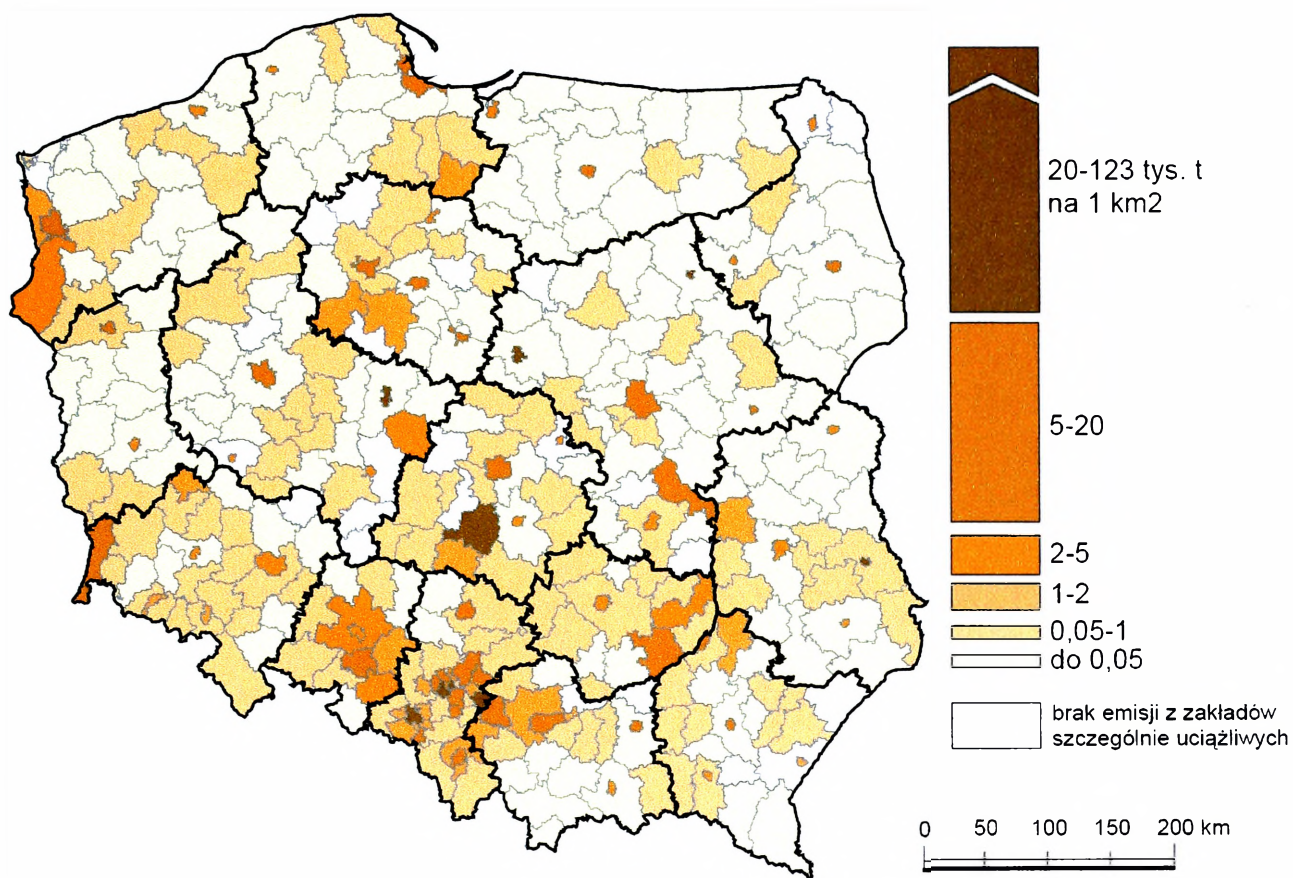 20-123 tys. t
na 1 km2
5-20
2-5
1-2
0,05-1
do 0,05
brak emisji z zakładów
szczególnie uciążliwych
0 50 100 150 200 km